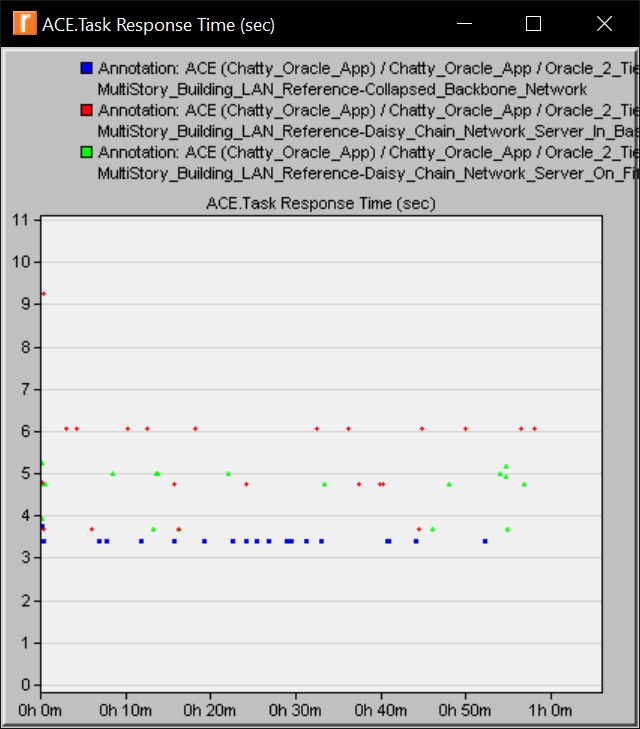 ACE.Task Response Time (sec)
Annotation: ACE (Chatty_Oracle_App) / Chatty_Oracle_App / Oracle_2_Tie
MultiStory_Building_LAN_Reference-Collapsed_Backbone_Network
Annotation: ACE (Chatty_Oracle_App) / Chatty_Oracle_App / Oracle_2_Tie
MultiStory_Building_LAN_Reference-Daisy_Chain_Network_Server_In_Bas
Annotation: ACE (Chatty_Oracle_App) / Chatty_Oracle_App / Oracle_2_Tie
MultiStory_Building_LAN_Reference-Daisy_Chain_Network_Server_On_Fif
ACE.Task Response Time (sec)
11
10
9
8
7
6
5
4
3
2
1
0
0h 0m 0h 10m 0h 20m 0h 30m 0h 40m 0h 50m 1h 0m